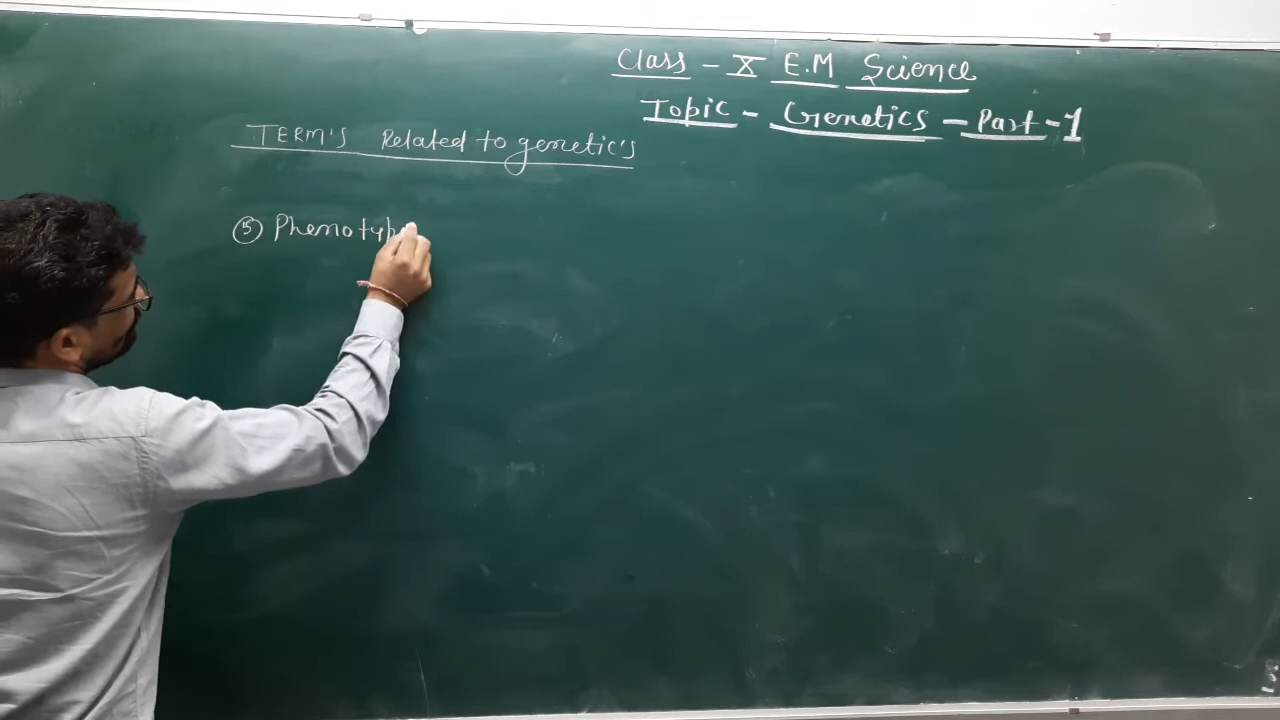 Class - X E.M Science
Topic - Genetics - Part - 1
TERM'S Related to genetic's
⑤ Phenotyp